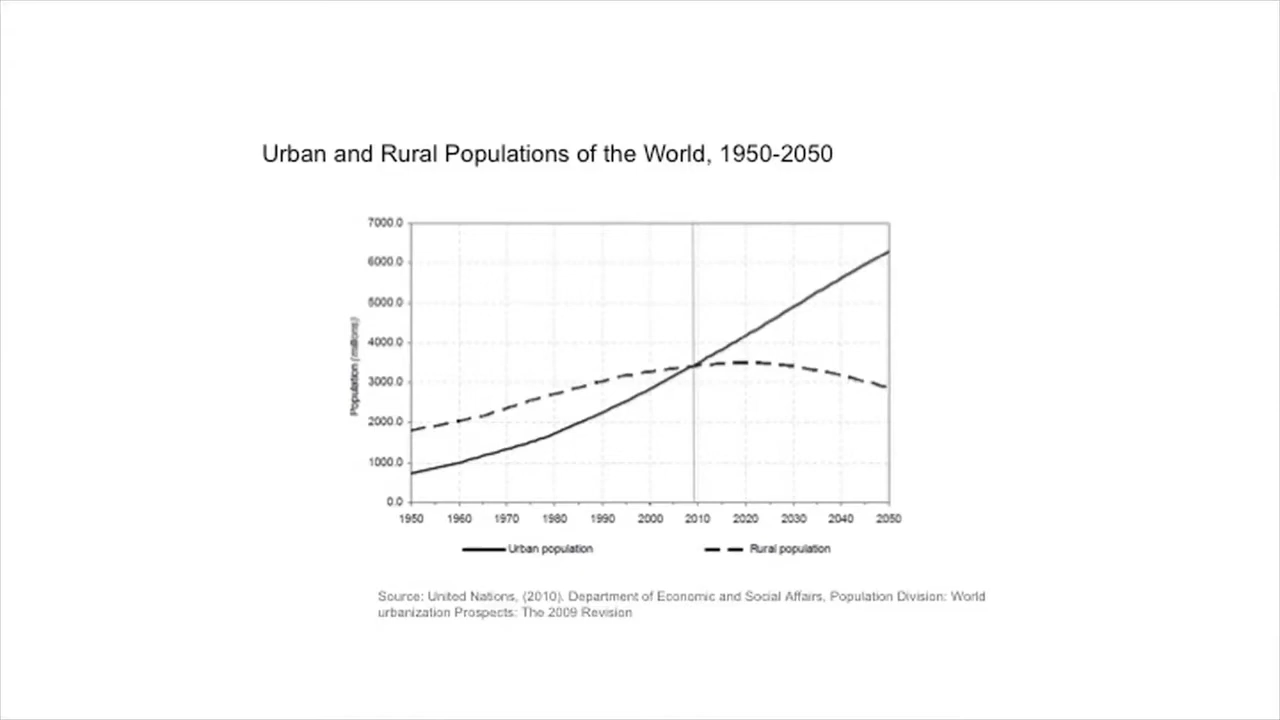 Urban and Rural Populations of the World, 1950-2050
7000.0
6000.0
5000.0
4000.0
3000.0
2000.0
1000.0
0.0
Population (millions)
1950 1960 1970 1980 1990 2000 2010 2020 2030 2040 2050
Urban population Rural population
Source: United Nations, (2010). Department of Economic and Social Affairs, Population Division: World
urbanization Prospects: The 2009 Revision